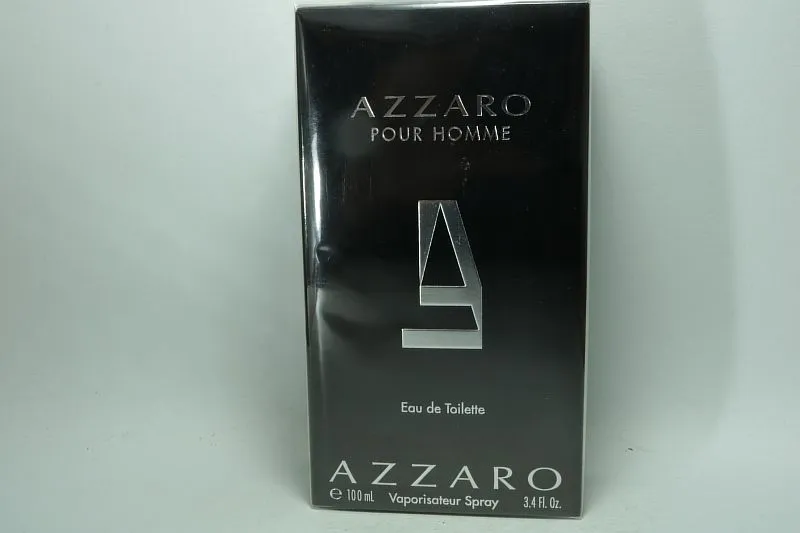 AZZARO
POUR HOMME
Eau de Toilette
AZZARO
℮ 100 mL Vaporisateur Spray 3.4 Fl. Oz.